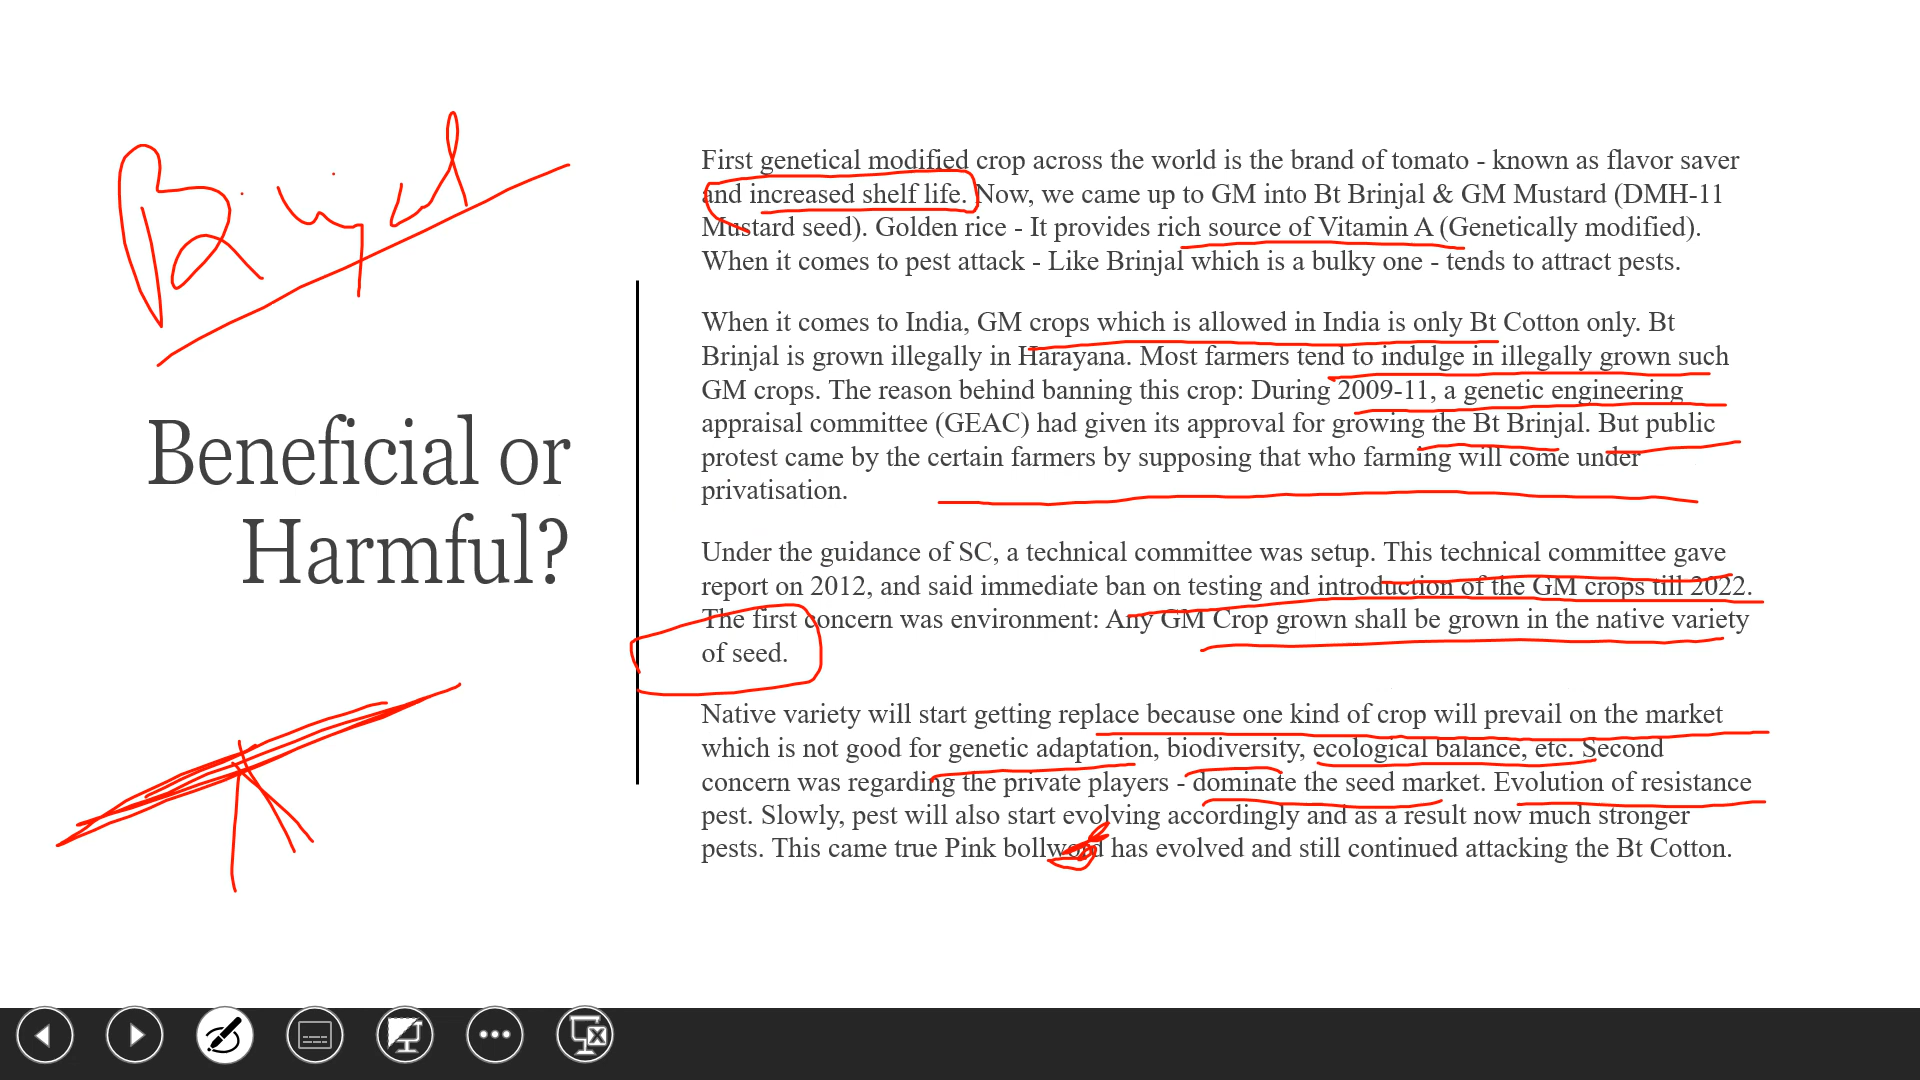 Brinjal
Beneficial or
Harmful?
First genetical modified crop across the world is the brand of tomato - known as flavor saver
and increased shelf life. Now, we came up to GM into Bt Brinjal & GM Mustard (DMH-11
Mustard seed). Golden rice - It provides rich source of Vitamin A (Genetically modified).
When it comes to pest attack - Like Brinjal which is a bulky one - tends to attract pests.
When it comes to India, GM crops which is allowed in India is only Bt Cotton only. Bt
Brinjal is grown illegally in Harayana. Most farmers tend to indulge in illegally grown such
GM crops. The reason behind banning this crop: During 2009-11, a genetic engineering
appraisal committee (GEAC) had given its approval for growing the Bt Brinjal. But public
protest came by the certain farmers by supposing that who farming will come under
privatisation.
Under the guidance of SC, a technical committee was setup. This technical committee gave
report on 2012, and said immediate ban on testing and introduction of the GM crops till 2022.
The first concern was environment: Any GM Crop grown shall be grown in the native variety
of seed.
Native variety will start getting replace because one kind of crop will prevail on the market
which is not good for genetic adaptation, biodiversity, ecological balance, etc. Second
concern was regarding the private players - dominate the seed market. Evolution of resistance
pest. Slowly, pest will also start evolving accordingly and as a result now much stronger
pests. This came true Pink has evolved and still continued attacking the Bt Cotton.